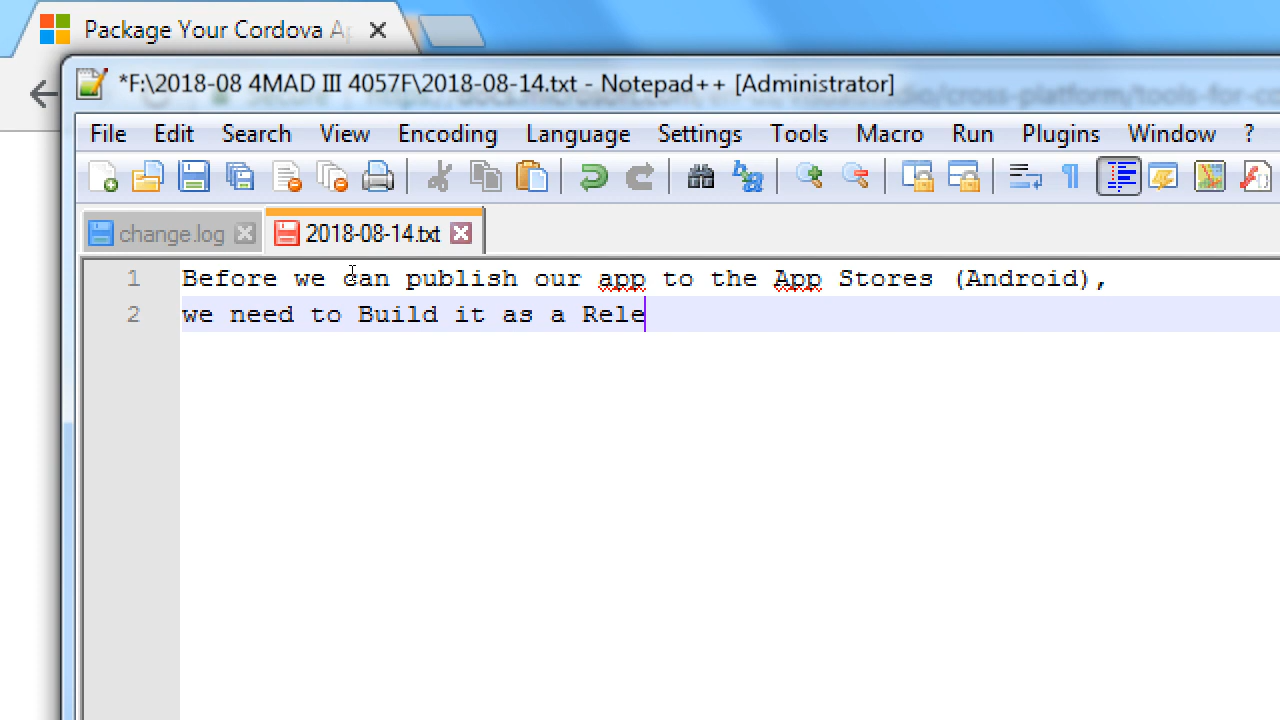 Package Your Cordova Ap
*F:\2018-08 4MAD III 4057F\2018-08-14.txt - Notepad++ [Administrator]
File Edit Search View Encoding Language Settings Tools Macro Run Plugins Window ?
change.log 2018-08-14.txt
1 Before we can publish our app to the App Stores (Android),
2 we need to Build it as a Rele